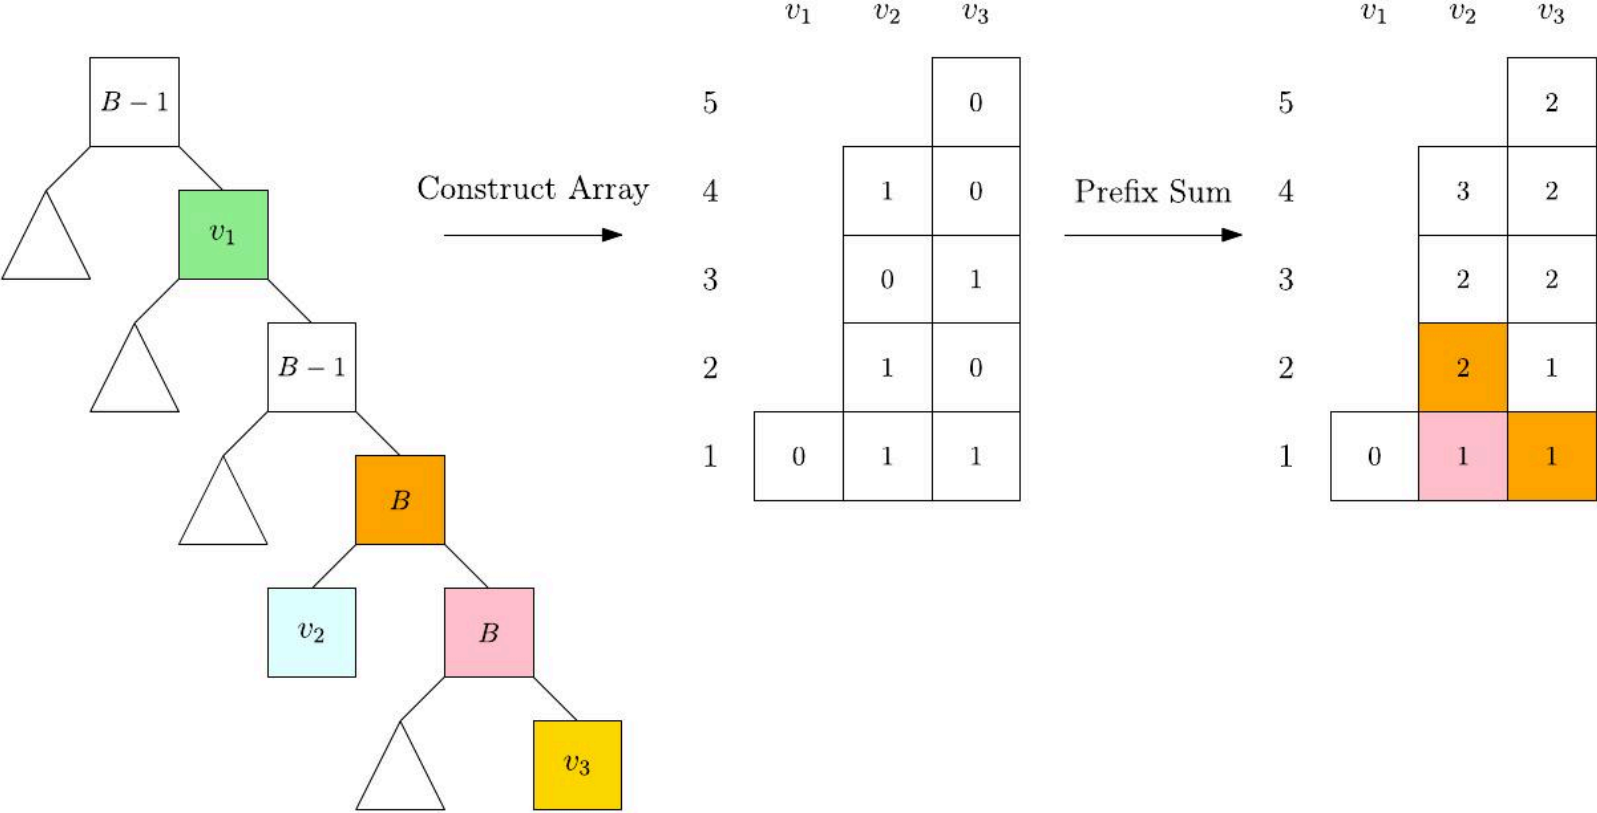 v₁ v₂ v₃
v₁ v₂ v₃
B − 1
5 0
5 2
v₁
Construct Array
4 1 0
Prefix Sum
4 3 2
3 0 1
3 2 2
B − 1
2 1 0
2 2 1
1 0 1 1
1 0 1 1
B
v₂
B
v₃